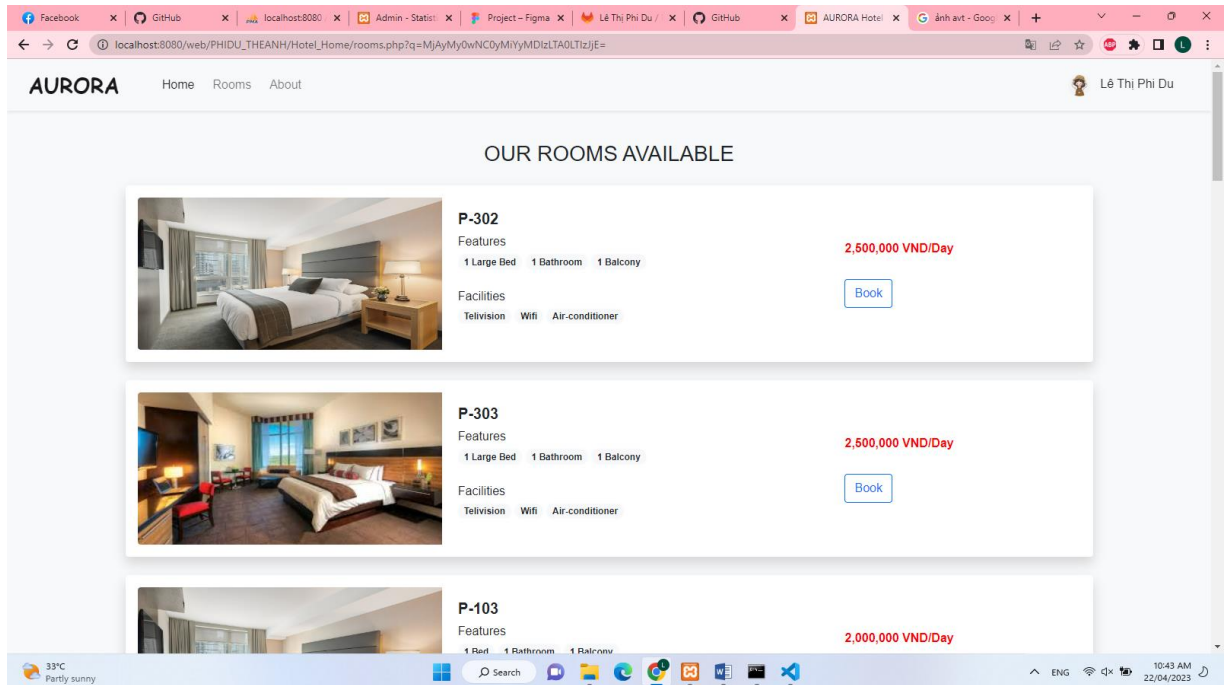 Facebook GitHub localhost:8080 Admin - Statist Project – Figma Lê Thị Phi Du / GitHub AURORA Hotel ảnh avt - Goog
localhost:8080/web/PHIDU_THEANH/Hotel_Home/rooms.php?q=MjAyMy0wNC0yMiYyMDIzLTA0LTIzJjE=
AURORA Home Rooms About Lê Thị Phi Du
OUR ROOMS AVAILABLE
P-302
Features
1 Large Bed 1 Bathroom 1 Balcony
Facilities
Telivision Wifi Air-conditioner
2,500,000 VND/Day
Book
P-303
Features
1 Large Bed 1 Bathroom 1 Balcony
Facilities
Telivision Wifi Air-conditioner
2,500,000 VND/Day
Book
P-103
Features
1 Bed 1 Bathroom 1 Balcony
2,000,000 VND/Day
33°C
Partly sunny
Search
ENG
10:43 AM
22/04/2023